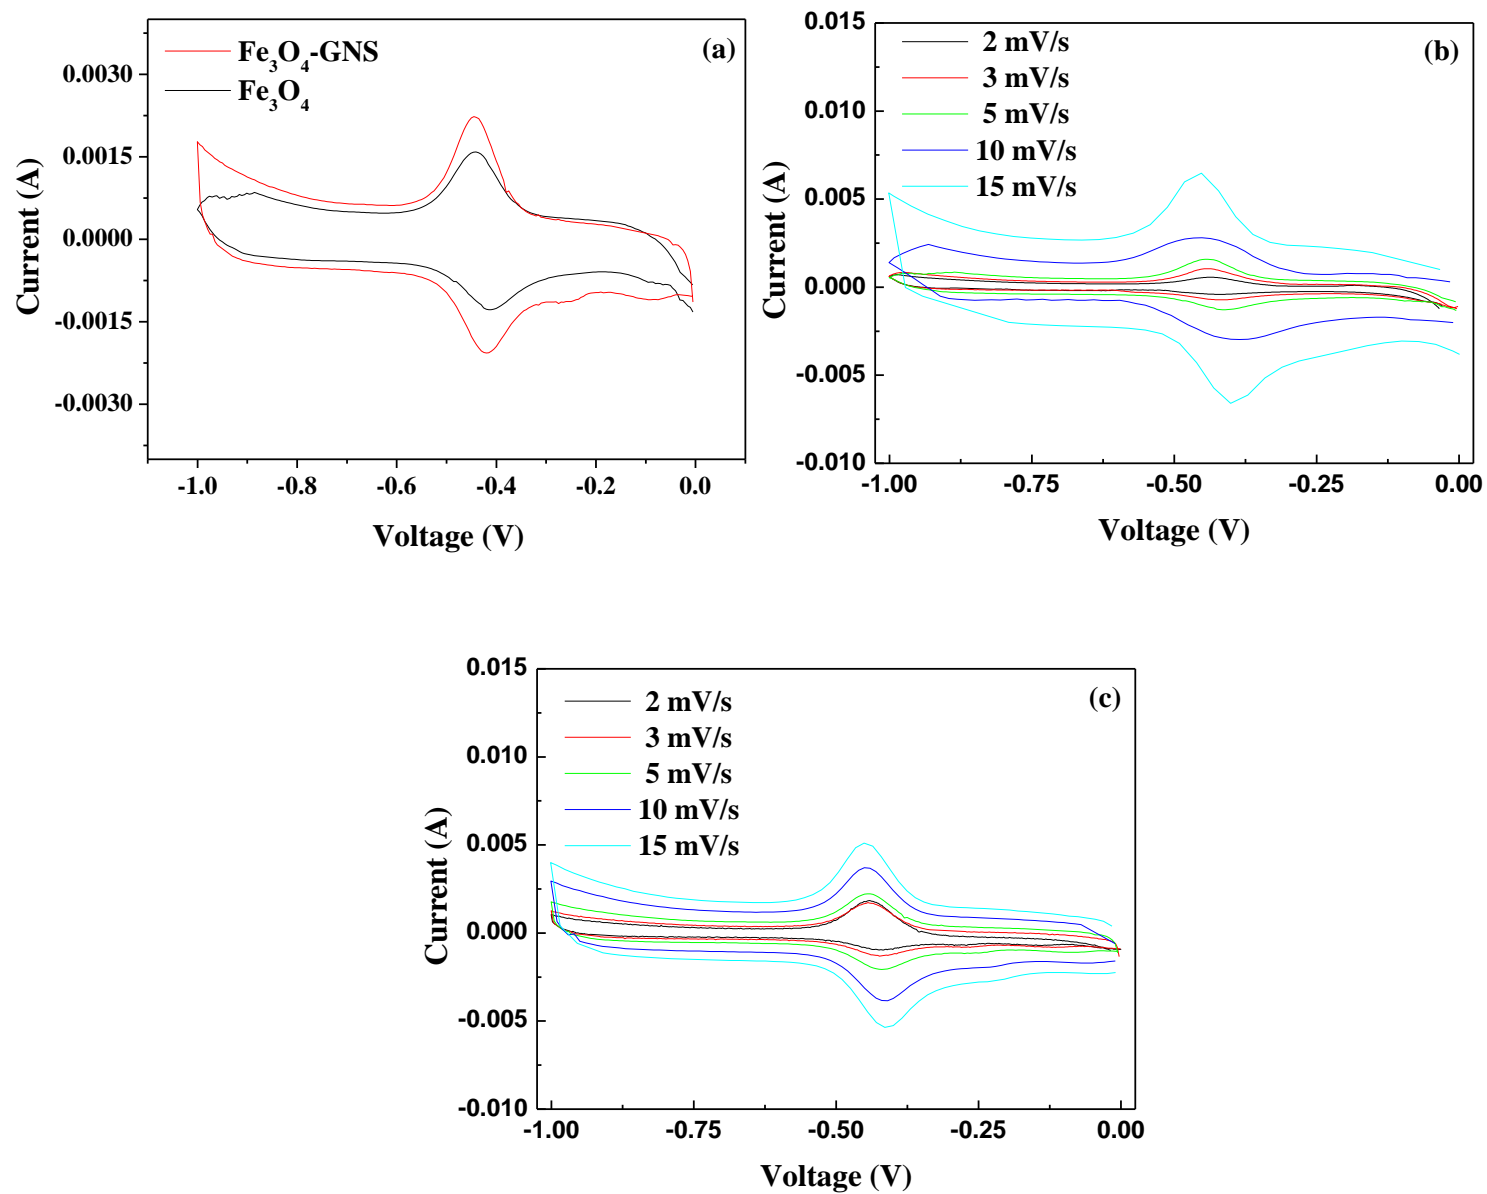 (a)
Fe₃O₄-GNS
Fe₃O₄
0.0030
0.0015
0.0000
-0.0015
-0.0030
Current (A)
-1.0 -0.8 -0.6 -0.4 -0.2 0.0
Voltage (V)
(b)
2 mV/s
3 mV/s
5 mV/s
10 mV/s
15 mV/s
0.015
0.010
0.005
0.000
-0.005
-0.010
Current (A)
-1.00 -0.75 -0.50 -0.25 0.00
Voltage (V)
(c)
2 mV/s
3 mV/s
5 mV/s
10 mV/s
15 mV/s
0.015
0.010
0.005
0.000
-0.005
-0.010
Current (A)
-1.00 -0.75 -0.50 -0.25 0.00
Voltage (V)